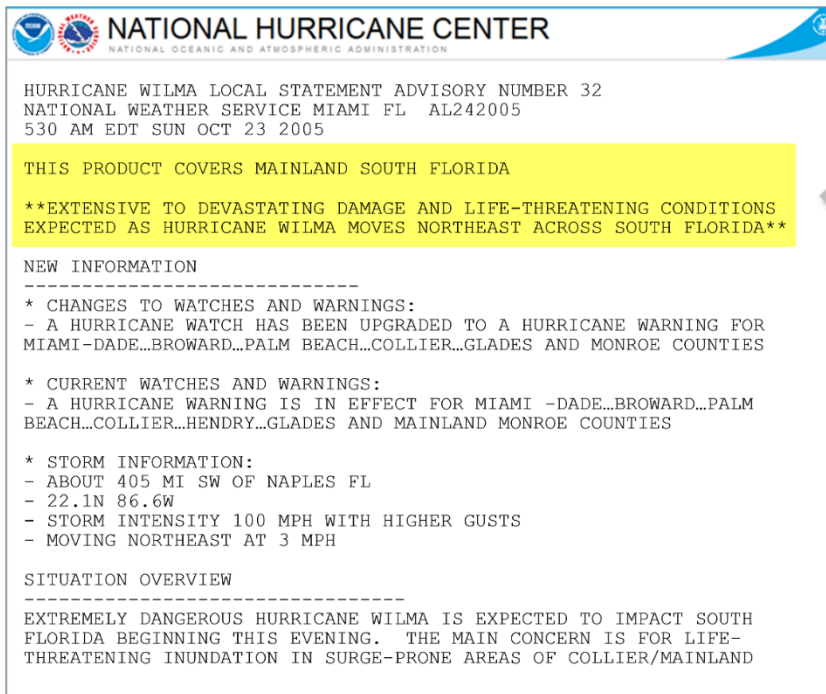 NATIONAL HURRICANE CENTER
NATIONAL OCEANIC AND ATMOSPHERIC ADMINISTRATION
HURRICANE WILMA LOCAL STATEMENT ADVISORY NUMBER 32
NATIONAL WEATHER SERVICE MIAMI FL AL242005
530 AM EDT SUN OCT 23 2005
THIS PRODUCT COVERS MAINLAND SOUTH FLORIDA
**EXTENSIVE TO DEVASTATING DAMAGE AND LIFE-THREATENING CONDITIONS
EXPECTED AS HURRICANE WILMA MOVES NORTHEAST ACROSS SOUTH FLORIDA**
NEW INFORMATION
-----------------------------
* CHANGES TO WATCHES AND WARNINGS:
- A HURRICANE WATCH HAS BEEN UPGRADED TO A HURRICANE WARNING FOR
MIAMI-DADE…BROWARD…PALM BEACH…COLLIER…GLADES AND MONROE COUNTIES
* CURRENT WATCHES AND WARNINGS:
- A HURRICANE WARNING IS IN EFFECT FOR MIAMI -DADE…BROWARD…PALM
BEACH…COLLIER…HENDRY…GLADES AND MAINLAND MONROE COUNTIES
* STORM INFORMATION:
- ABOUT 405 MI SW OF NAPLES FL
- 22.1N 86.6W
- STORM INTENSITY 100 MPH WITH HIGHER GUSTS
- MOVING NORTHEAST AT 3 MPH
SITUATION OVERVIEW
---------------------------------
EXTREMELY DANGEROUS HURRICANE WILMA IS EXPECTED TO IMPACT SOUTH
FLORIDA BEGINNING THIS EVENING. THE MAIN CONCERN IS FOR LIFE-
THREATENING INUNDATION IN SURGE-PRONE AREAS OF COLLIER/MAINLAND